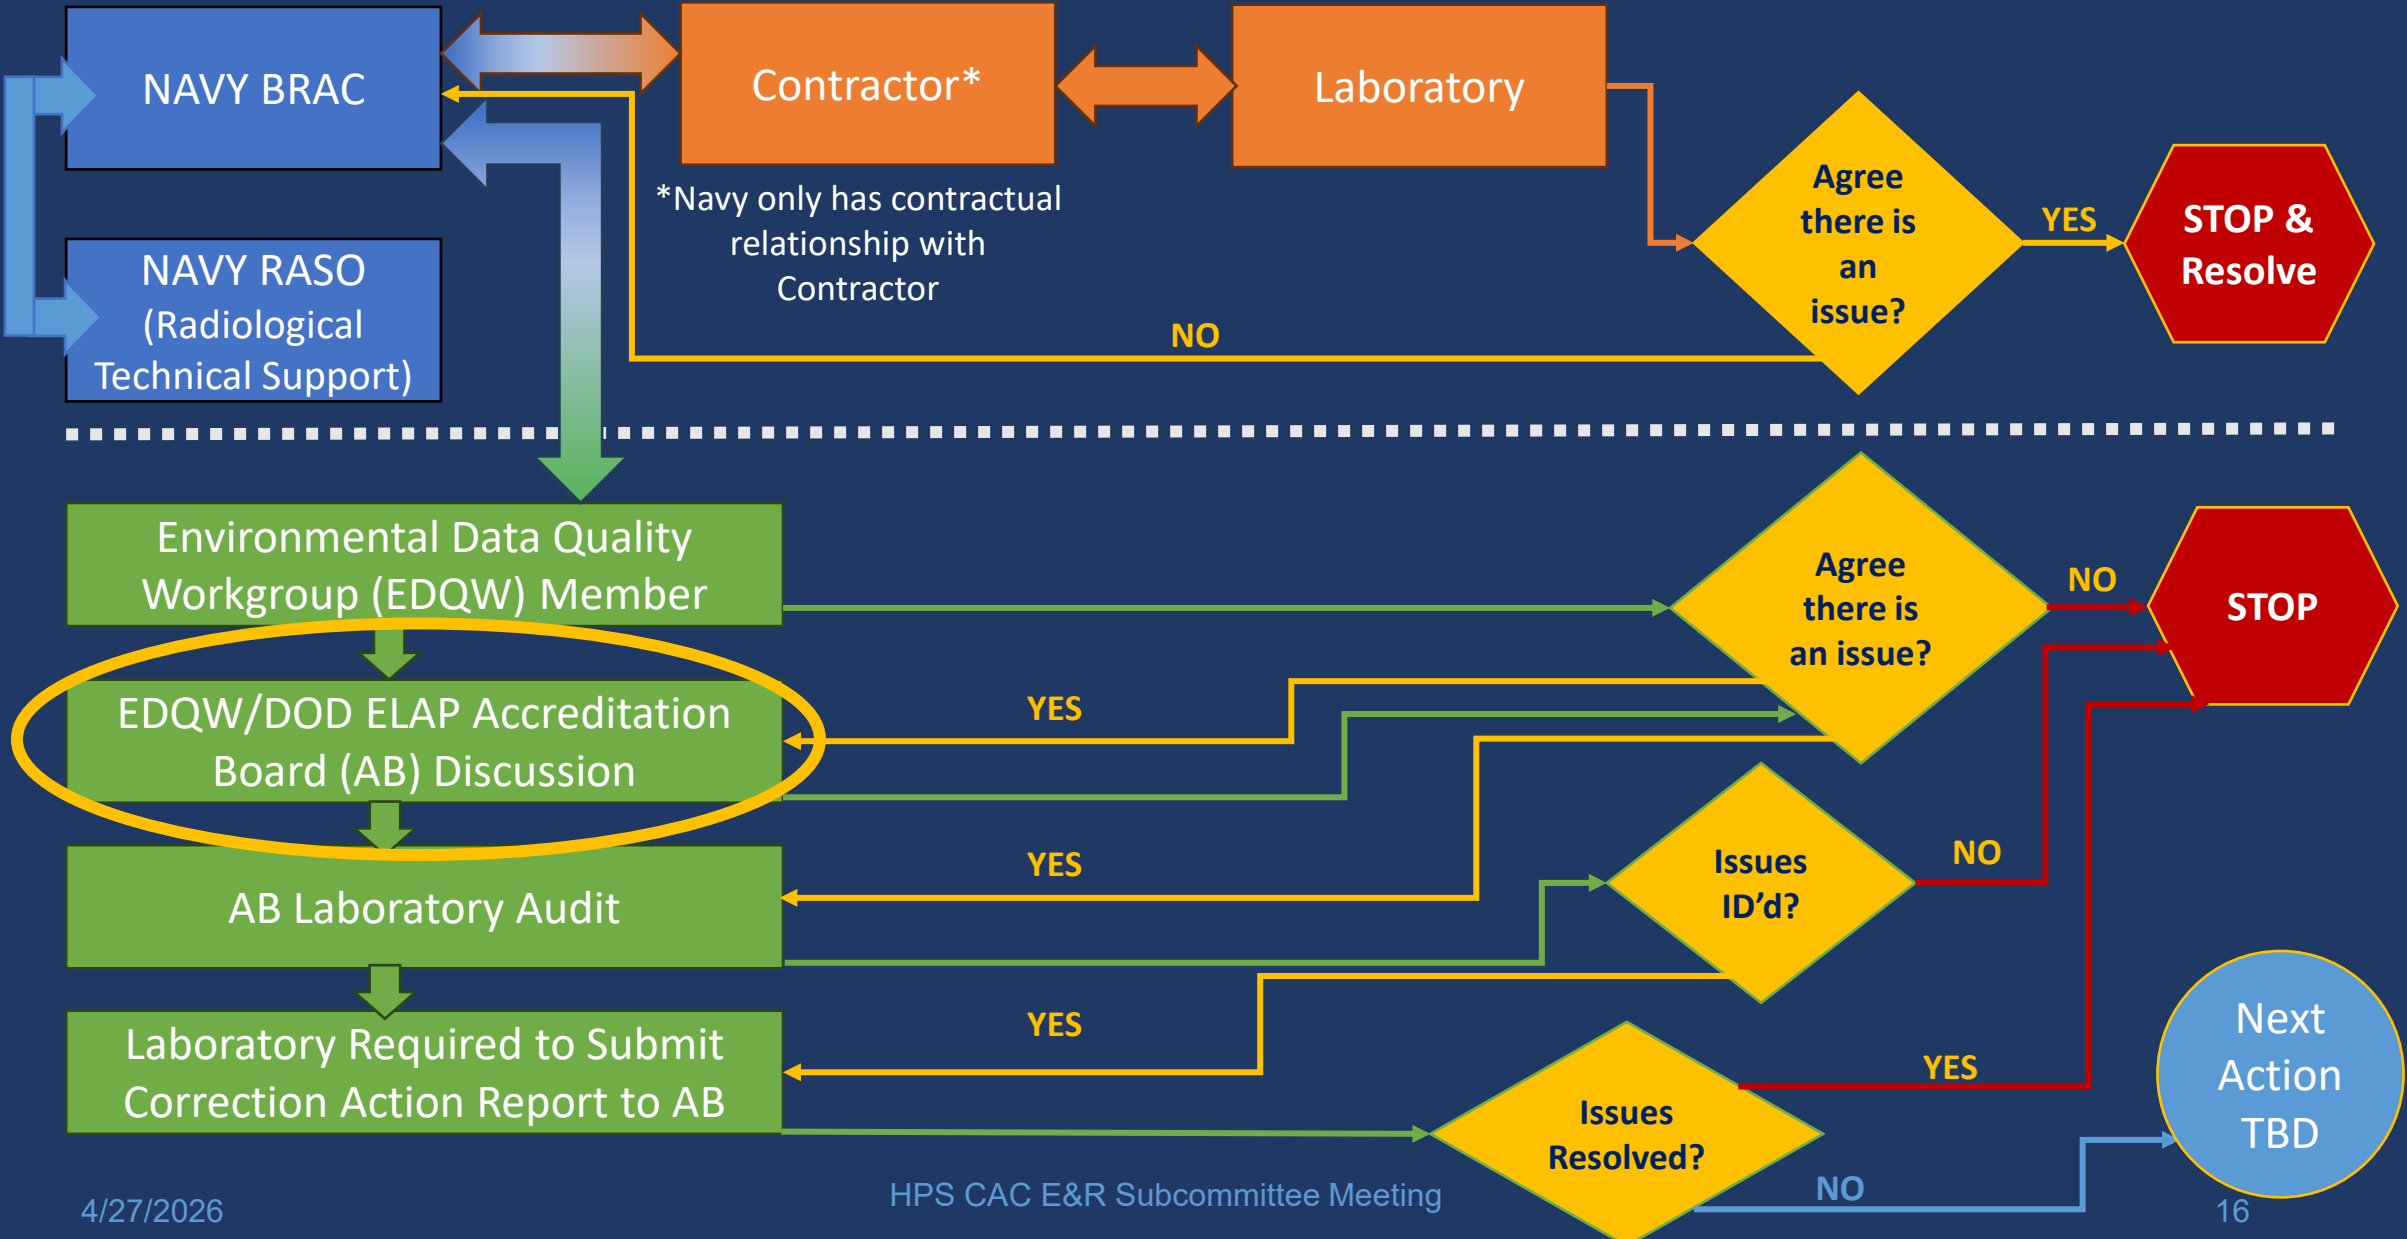 NAVY BRAC
Contractor*
Laboratory
*Navy only has contractual
relationship with
Contractor
NAVY RASO
(Radiological
Technical Support)
Agree
there is
an
issue?
YES
STOP &
Resolve
NO
Environmental Data Quality
Workgroup (EDQW) Member
Agree
there is
an issue?
NO
STOP
EDQW/DOD ELAP Accreditation
Board (AB) Discussion
YES
AB Laboratory Audit
YES
Issues
ID’d?
NO
Laboratory Required to Submit
Correction Action Report to AB
YES
Issues
Resolved?
YES
NO
Next
Action
TBD
4/27/2026
HPS CAC E&R Subcommittee Meeting
16